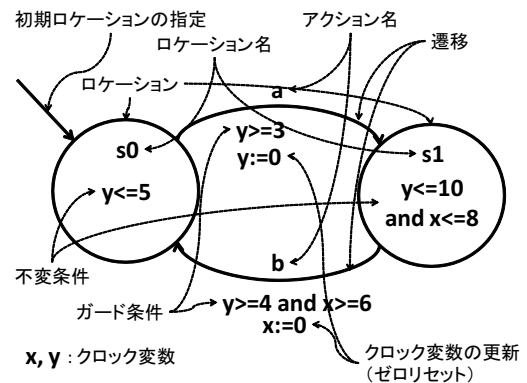 初期ロケーションの指定
アクション名
ロケーション名
遷移
ロケーション
a
s0
y<=5
y>=3
y:=0
s1
y<=10
and x<=8
b
不変条件
ガード条件
y>=4 and x>=6
x:=0
x, y : クロック変数
クロック変数の更新
(ゼロリセット)